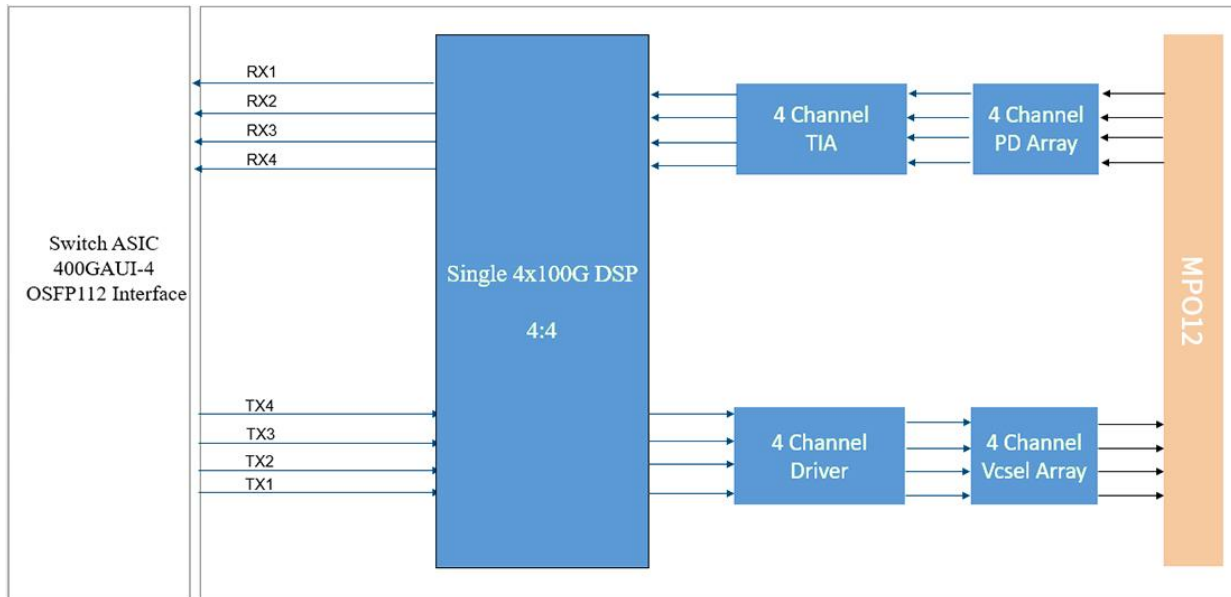 RX1
RX2
RX3
RX4
Switch ASIC
400GAUI-4
OSFP112 Interface
TX4
TX3
TX2
TX1
Single 4x100G DSP
4:4
4 Channel
TIA
4 Channel
PD Array
4 Channel
Driver
4 Channel
Vcsel Array
MPO12